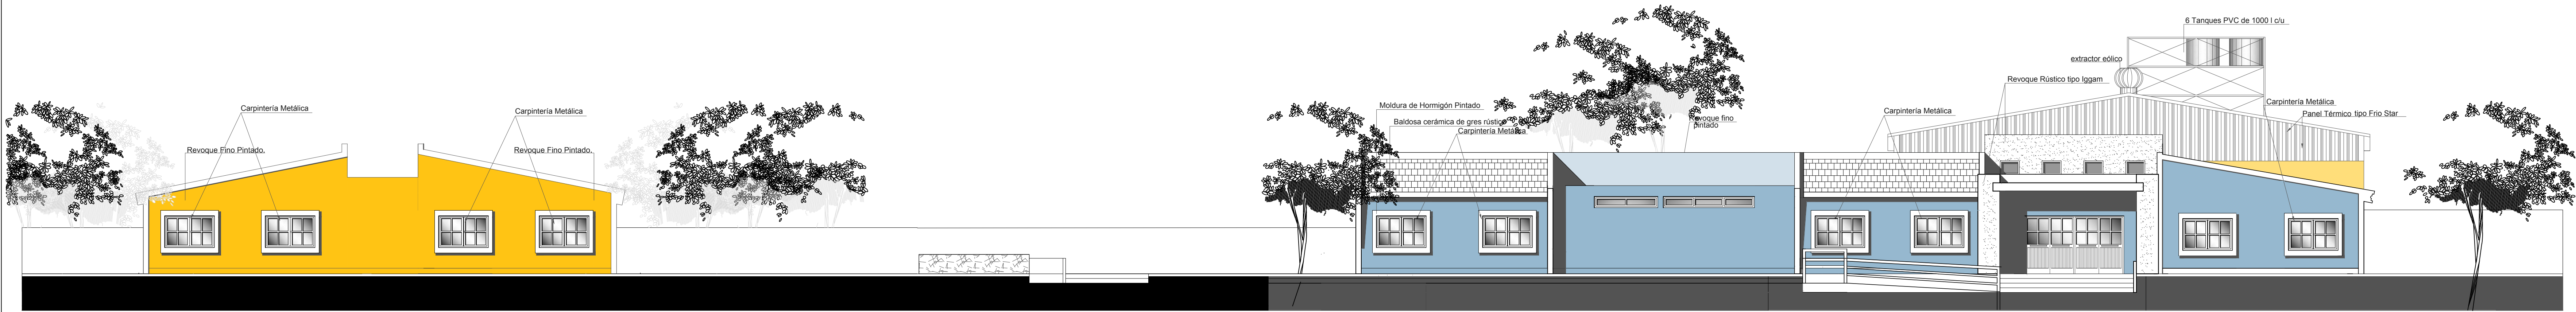 Carpintería Metálica
Revoque Fino Pintado.
Carpintería Metálica
Revoque Fino Pintado.
Moldura de Hormigón Pintado
Baldosa cerámica de gres rústico
Carpintería Metálica
Revoque fino
pintado
Carpintería Metálica
Revoque Rústico tipo Iggam
extractor eólico
6 Tanques PVC de 1000 l c/u
Carpintería Metálica
Panel Térmico tipo Frio Star